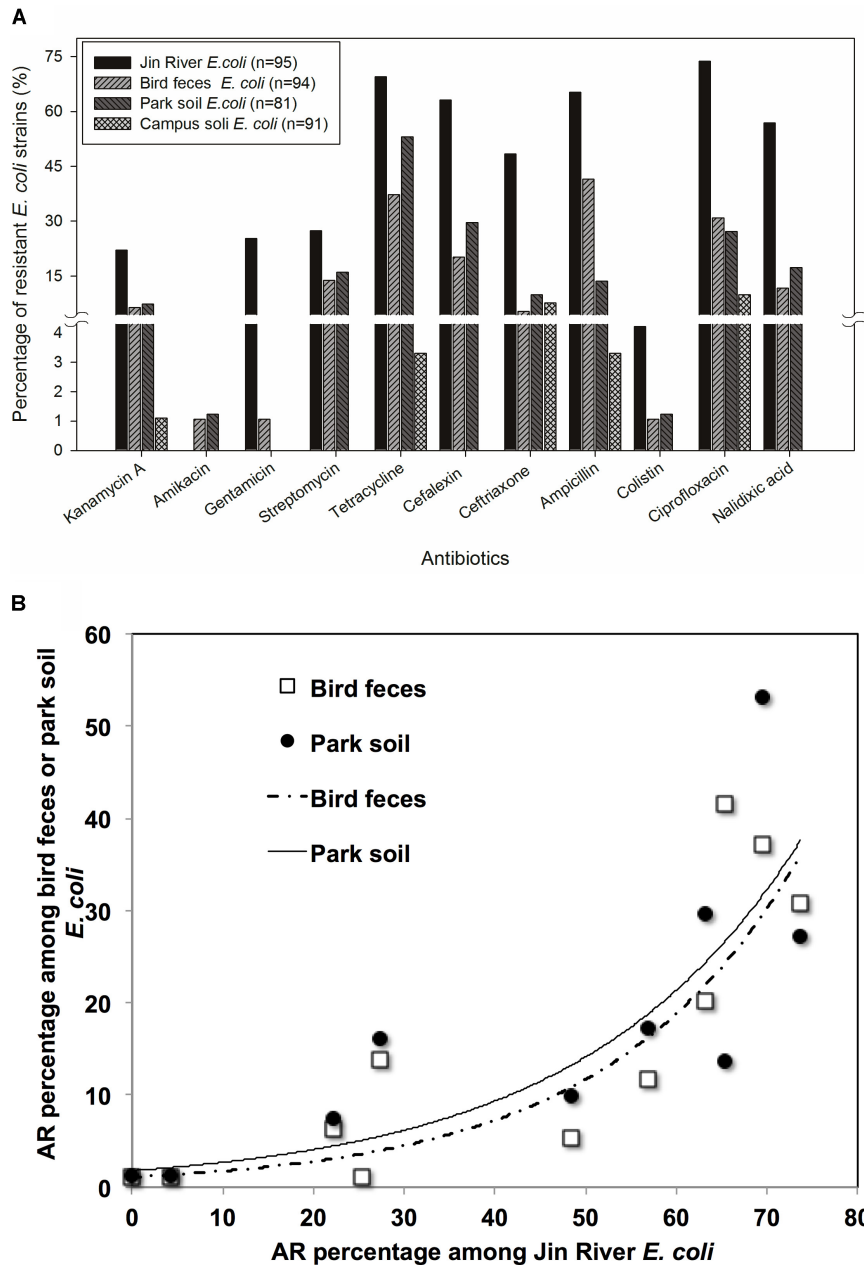 A
Percentage of resistant E. coli strains (%)
75
60
45
30
15
4
3
2
1
0
Jin River E.coli (n=95)
Bird feces E. coli (n=94)
Park soil E.coli (n=81)
Campus soli E. coli (n=91)
Kanamycin A
Amikacin
Gentamicin
Streptomycin
Tetracycline
Cefalexin
Ceftriaxone
Ampicillin
Colistin
Ciprofloxacin
Nalidixic acid
Antibiotics
B
AR percentage among bird feces or park soil
E. coli
60
50
40
30
20
10
0
Bird feces
Park soil
Bird feces
Park soil
0 10 20 30 40 50 60 70 80
AR percentage among Jin River E. coli